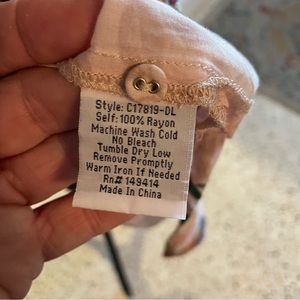 Style: C17819-DL
Self: 100% Rayon
Machine Wash Cold
No Bleach
Tumble Dry Low
Remove Promptly
Warm Iron If Needed
Rn# 149414
Made In China